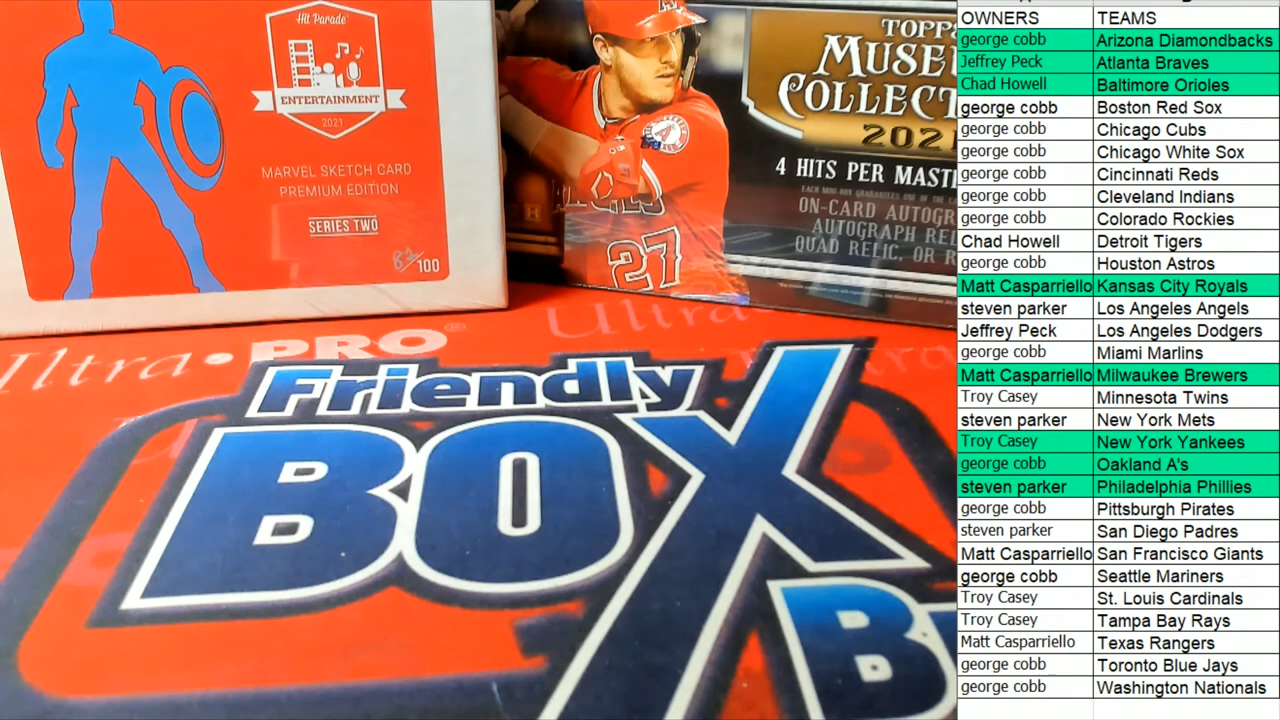 Hit Parade
ENTERTAINMENT
2021
MARVEL SKETCH CARD
PREMIUM EDITION
SERIES TWO
/100
TOPPS
MUSE
COLLECT
202
4 HITS PER MAST
ON-CARD AUTOGR
AUTOGRAPH REL
QUAD RELIC, OR R
27
Ultra PRO
Ultra
Friendly
BOX
OWNERS TEAMS
george cobb Arizona Diamondbacks
Jeffrey Peck Atlanta Braves
Chad Howell Baltimore Orioles
george cobb Boston Red Sox
george cobb Chicago Cubs
george cobb Chicago White Sox
george cobb Cincinnati Reds
george cobb Cleveland Indians
george cobb Colorado Rockies
Chad Howell Detroit Tigers
george cobb Houston Astros
Matt Casparriello Kansas City Royals
steven parker Los Angeles Angels
Jeffrey Peck Los Angeles Dodgers
george cobb Miami Marlins
Matt Casparriello Milwaukee Brewers
Troy Casey Minnesota Twins
steven parker New York Mets
Troy Casey New York Yankees
george cobb Oakland A's
steven parker Philadelphia Phillies
george cobb Pittsburgh Pirates
steven parker San Diego Padres
Matt Casparriello San Francisco Giants
george cobb Seattle Mariners
Troy Casey St. Louis Cardinals
Troy Casey Tampa Bay Rays
Matt Casparriello Texas Rangers
george cobb Toronto Blue Jays
george cobb Washington Nationals